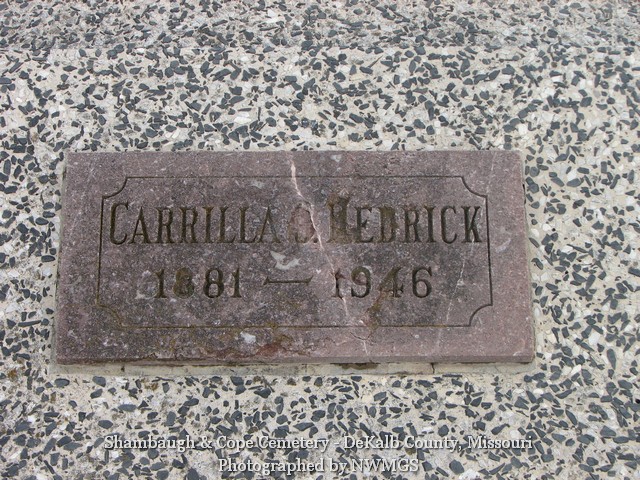 CARRILLA S. HEDRICK
1881 — 1946
Shambaugh & Cope Cemetery - DeKalb County, Missouri
Photographed by NWMGS